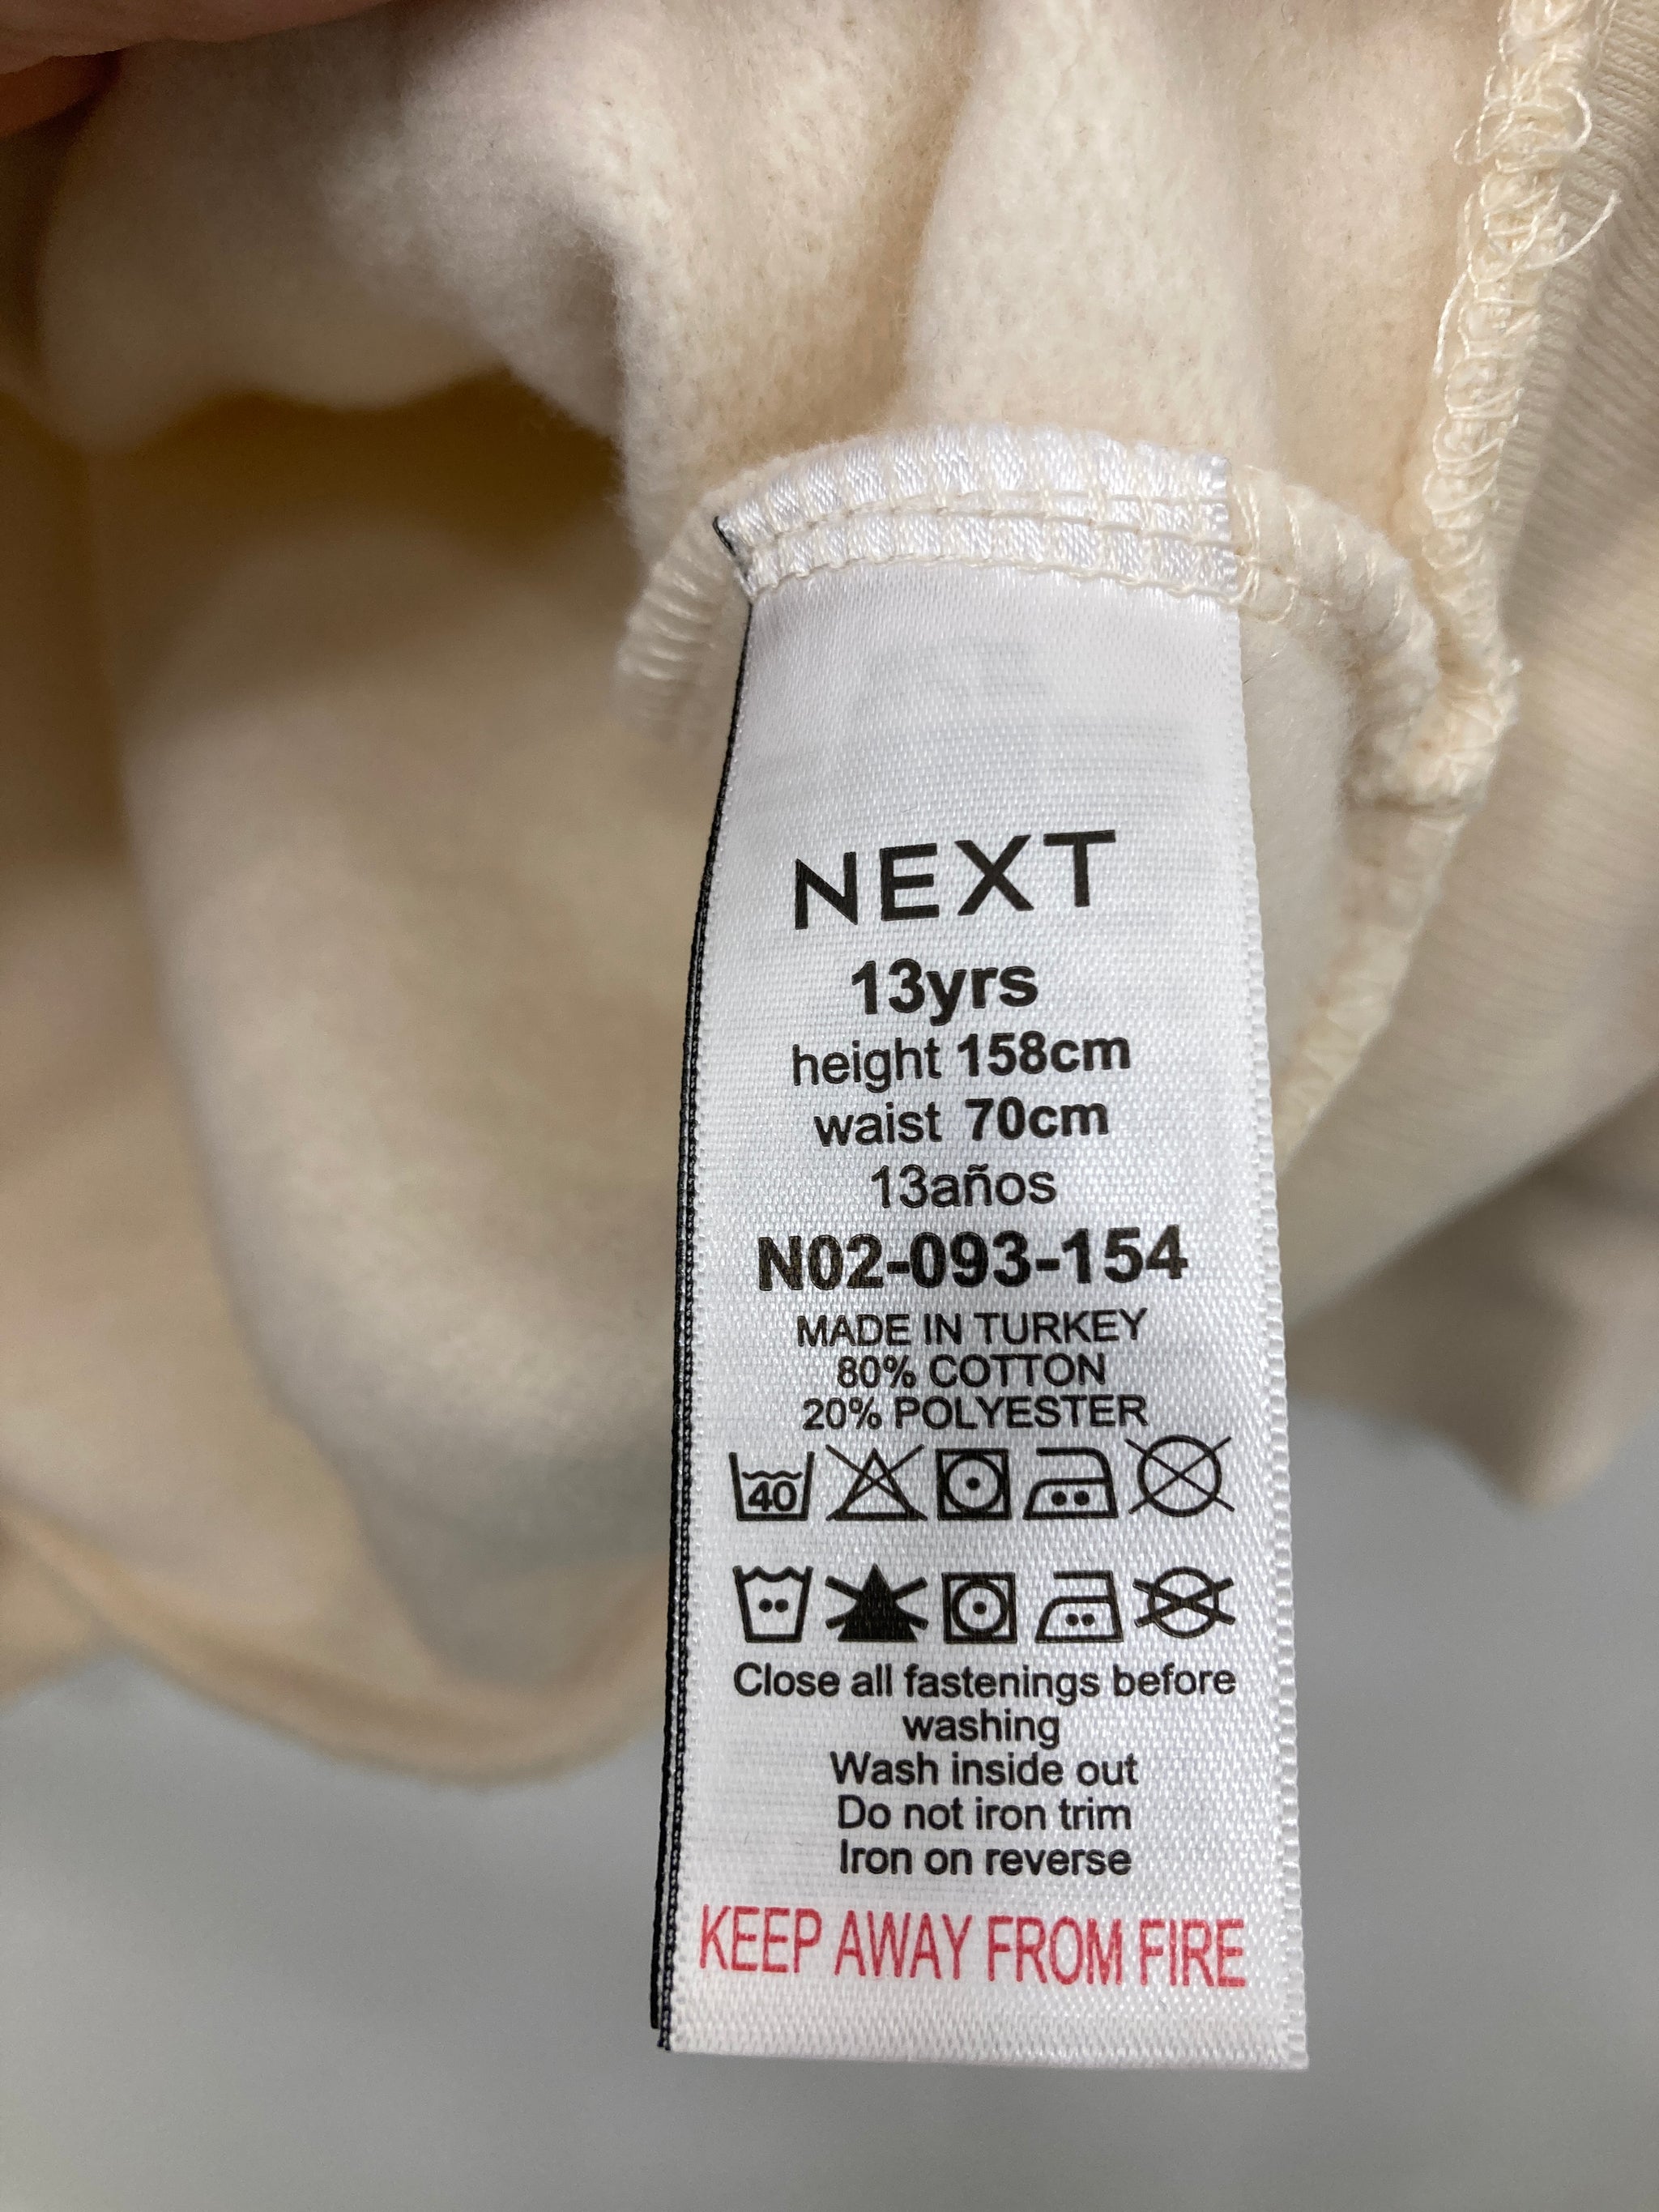 NEXT
13yrs
height 158cm
waist 70cm
13años
N02-093-154
MADE IN TURKEY
80% COTTON
20% POLYESTER
40
Close all fastenings before
washing
Wash inside out
Do not iron trim
Iron on reverse
KEEP AWAY FROM FIRE